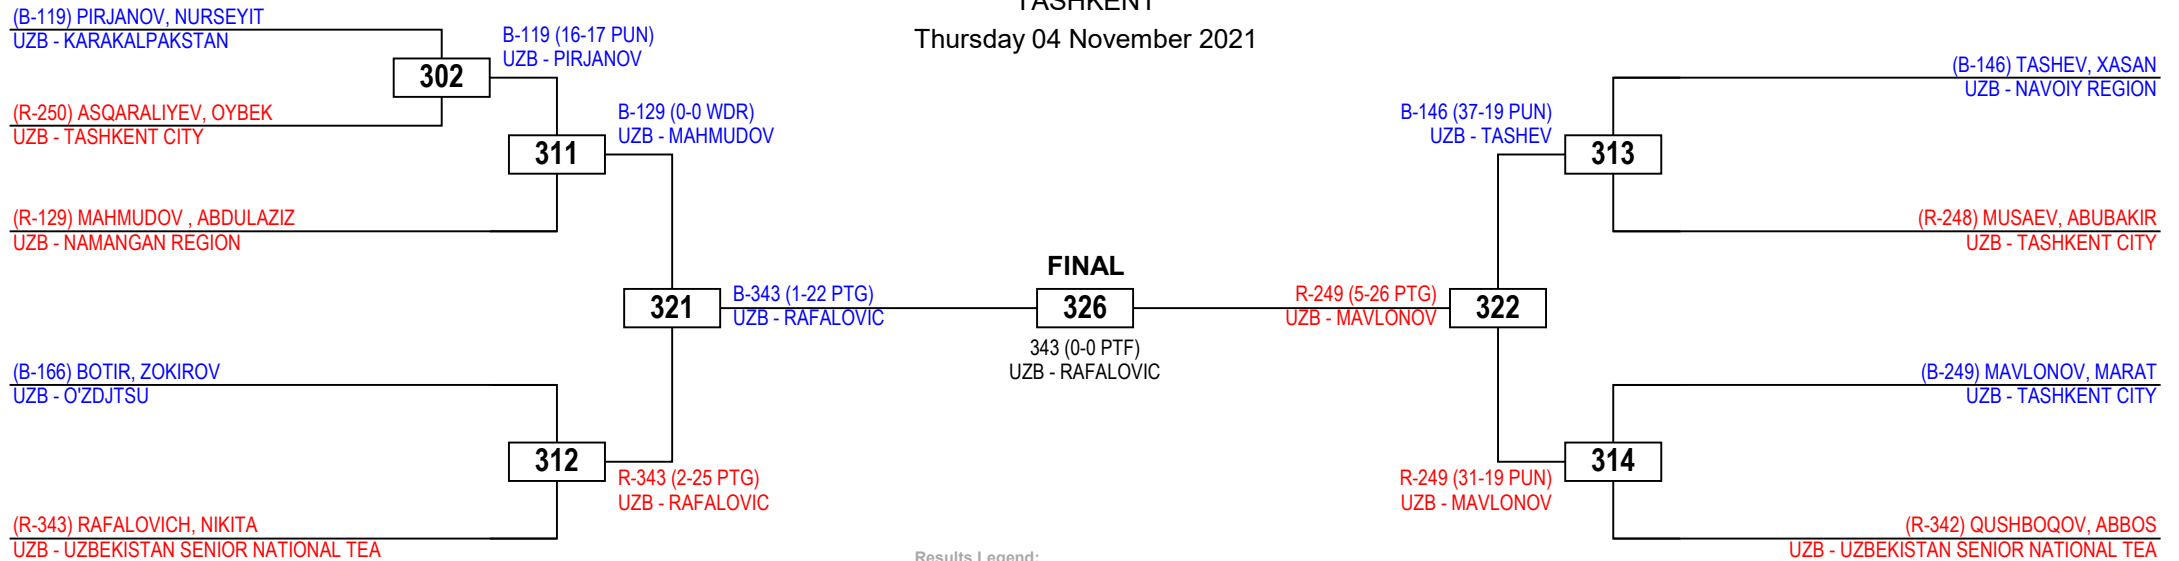 TASHKENT
Thursday 04 November 2021
(B-119) PIRJANOV, NURSEYIT
UZB - KARAKALPAKSTAN
302
(R-250) ASQARALIYEV, OYBEK
UZB - TASHKENT CITY
B-119 (16-17 PUN)
UZB - PIRJANOV
311
(R-129) MAHMUDOV , ABDULAZIZ
UZB - NAMANGAN REGION
B-129 (0-0 WDR)
UZB - MAHMUDOV
321
(B-166) BOTIR, ZOKIROV
UZB - O'ZDJTSU
312
(R-343) RAFALOVICH, NIKITA
UZB - UZBEKISTAN SENIOR NATIONAL TEA
R-343 (2-25 PTG)
UZB - RAFALOVIC
B-343 (1-22 PTG)
UZB - RAFALOVIC
FINAL
326
343 (0-0 PTF)
UZB - RAFALOVIC
R-249 (5-26 PTG)
UZB - MAVLONOV
322
B-146 (37-19 PUN)
UZB - TASHEV
313
(B-146) TASHEV, XASAN
UZB - NAVOIY REGION
(R-248) MUSAEV, ABUBAKIR
UZB - TASHKENT CITY
R-249 (31-19 PUN)
UZB - MAVLONOV
314
(B-249) MAVLONOV, MARAT
UZB - TASHKENT CITY
(R-342) QUSHBOQOV, ABBOS
UZB - UZBEKISTAN SENIOR NATIONAL TEA
Results Legend: